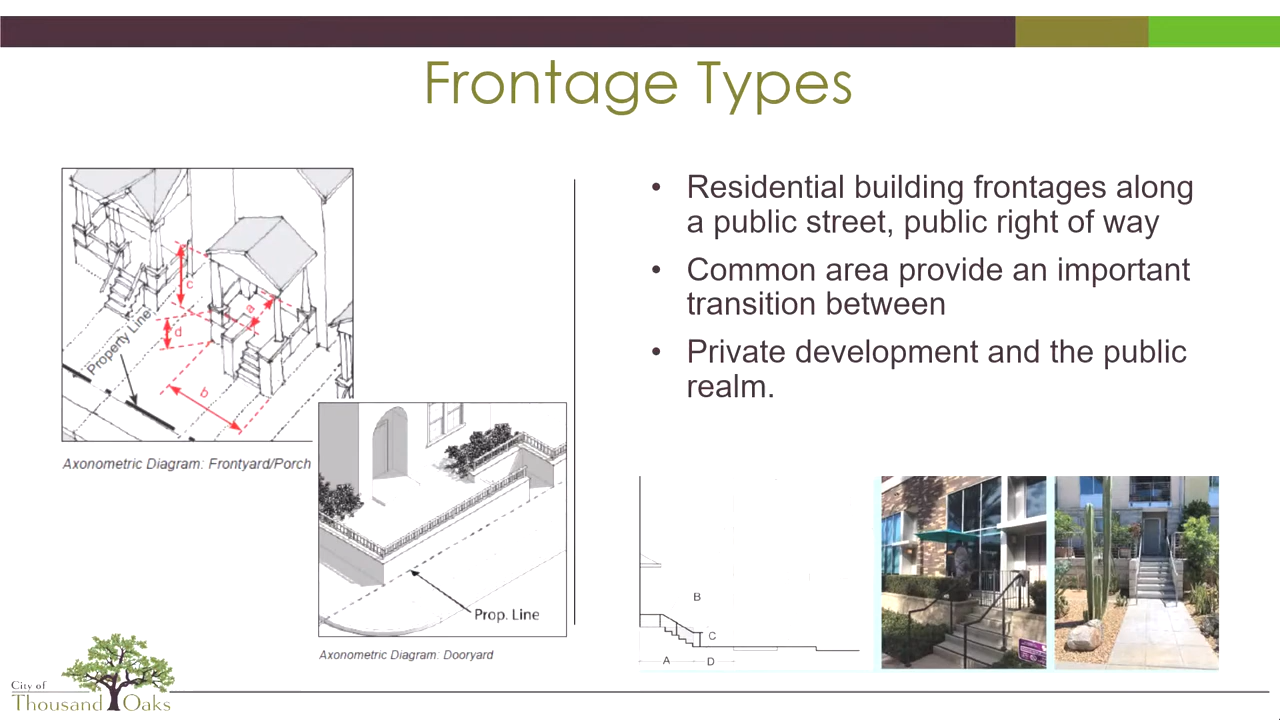 Frontage Types
c
a
d
Property Line
b
Axonometric Diagram: Frontyard/Porch
Prop. Line
Axonometric Diagram: Dooryard
• Residential building frontages along
a public street, public right of way
• Common area provide an important
transition between
• Private development and the public
realm.
B
C
A
D
City of
Thousand Oaks